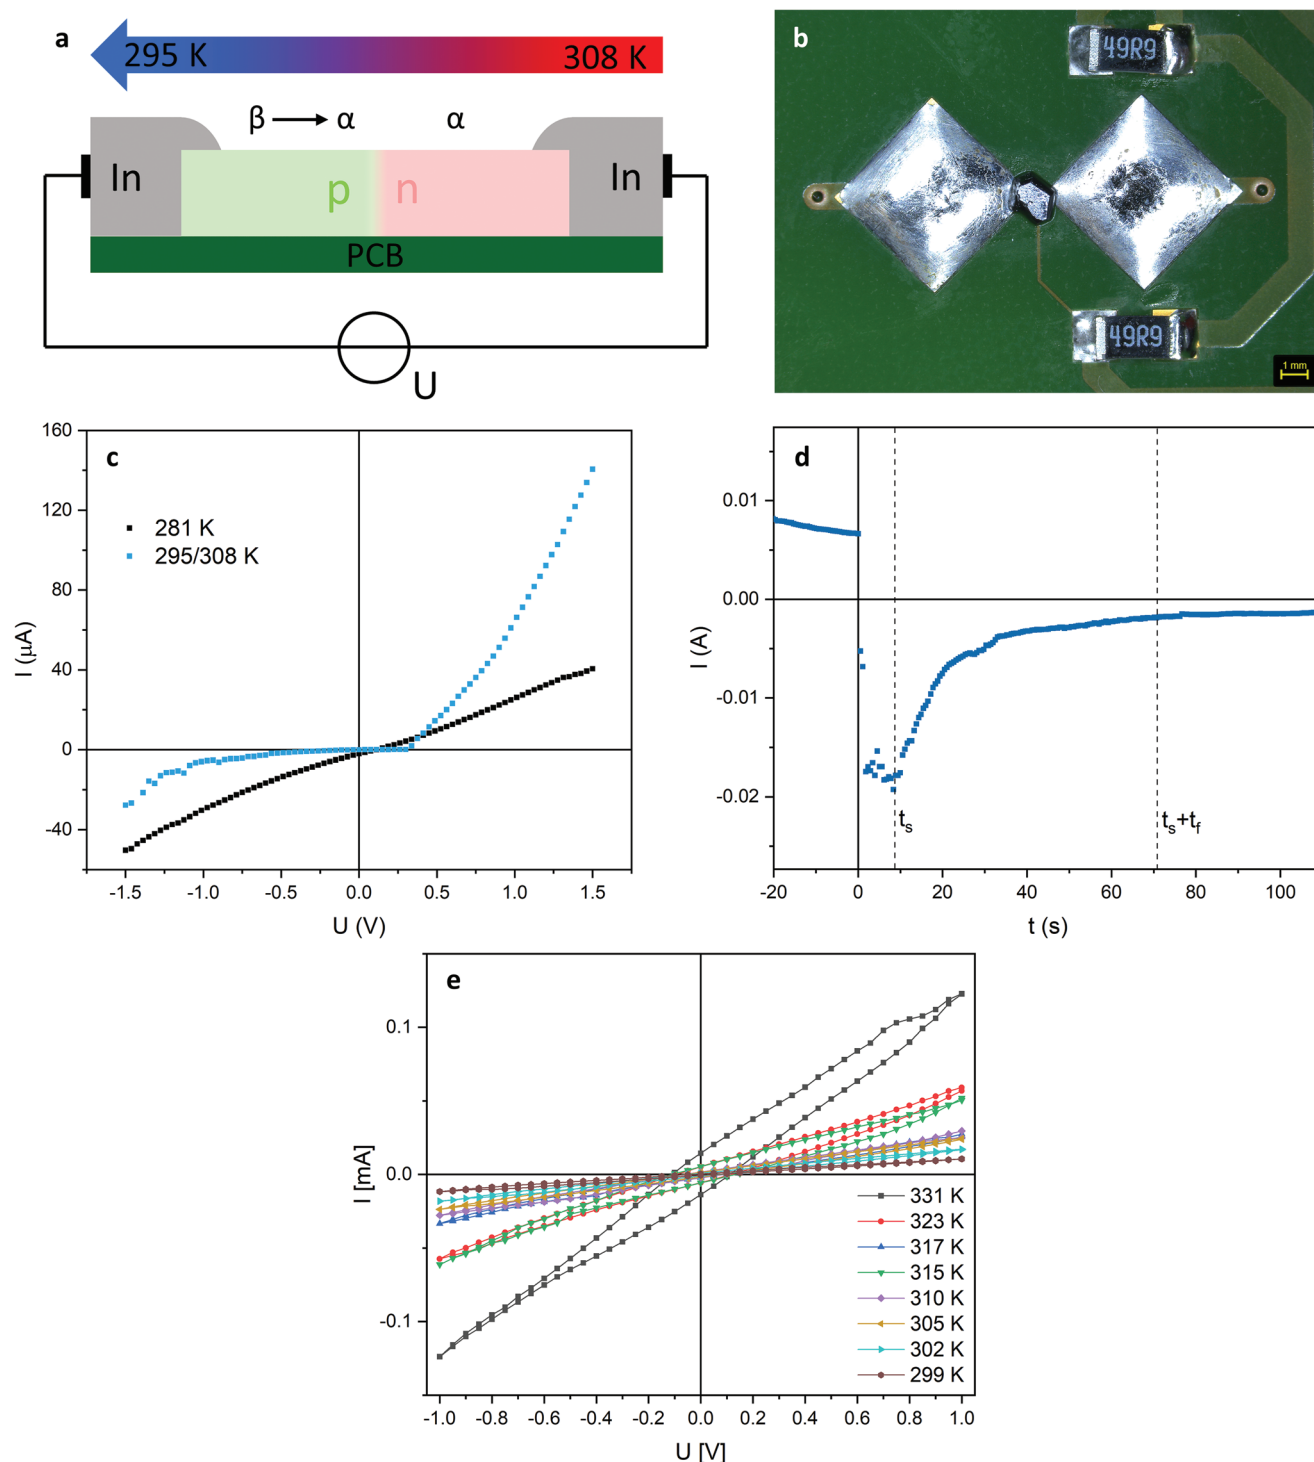 a
295 K
308 K
β → α
α
In
p
n
In
PCB
U
b
49R9
49R9
1 mm
c
160
120
80
40
0
-40
I (μA)
281 K
295/308 K
-1.5
-1.0
-0.5
0.0
0.5
1.0
1.5
U (V)
d
0.01
0.00
-0.01
-0.02
I (A)
ts
ts+tf
-20
0
20
40
60
80
100
t (s)
e
0.1
0.0
-0.1
I [mA]
331 K
323 K
317 K
315 K
310 K
305 K
302 K
299 K
-1.0
-0.8
-0.6
-0.4
-0.2
0.0
0.2
0.4
0.6
0.8
1.0
U [V]